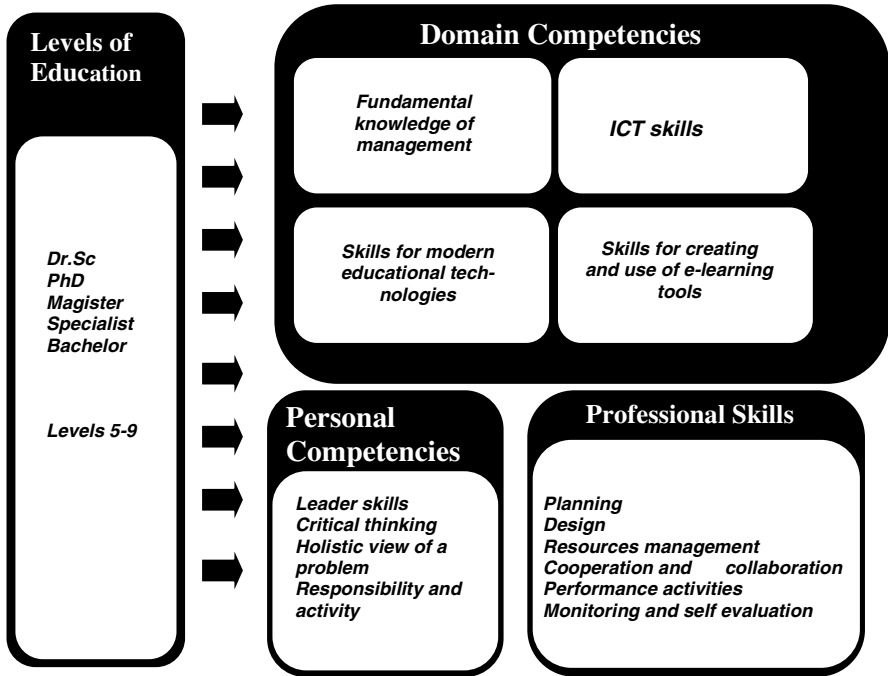 Levels of
Education
Dr.Sc
PhD
Magister
Specialist
Bachelor
Levels 5-9
Domain Competencies
Fundamental
knowledge of
management
ICT skills
Skills for modern
educational tech-
nologies
Skills for creating
and use of e-learning
tools
Personal
Competencies
Leader skills
Critical thinking
Holistic view of a
problem
Responsibility and
activity
Professional Skills
Planning
Design
Resources management
Cooperation and collaboration
Performance activities
Monitoring and self evaluation